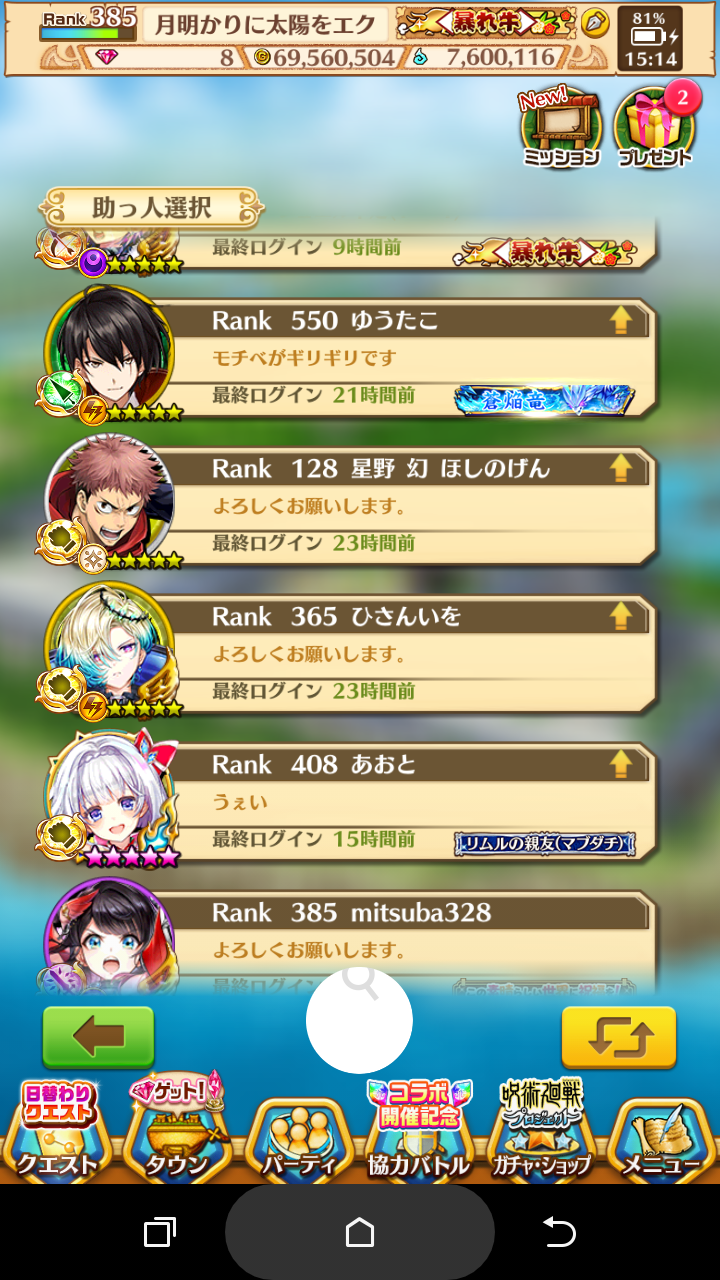 Rank 385 月明かりに太陽をエク 暴れ牛 81%
8 69,560,504 7,600,116 15:14
New! 2
ミッション プレゼント
助っ人選択
最終ログイン 9時間前 暴れ牛
Rank 550 ゆうたこ
モチベがギリギリです
最終ログイン 21時間前 蒼焔竜
Rank 128 星野 幻 ほしのげん
よろしくお願いします。
最終ログイン 23時間前
Rank 365 ひさんいを
よろしくお願いします。
最終ログイン 23時間前
Rank 408 あおと
うぇい
最終ログイン 15時間前 リムルの親友(マブダチ)
Rank 385 mitsuba328
よろしくお願いします。
最終ログイン
日替わり ゲット! コラボ 呪術廻戦
クエスト 開催記念 プロジェクト
クエスト タウン パーティ 協力バトル ガチャ・ショップ メニュー